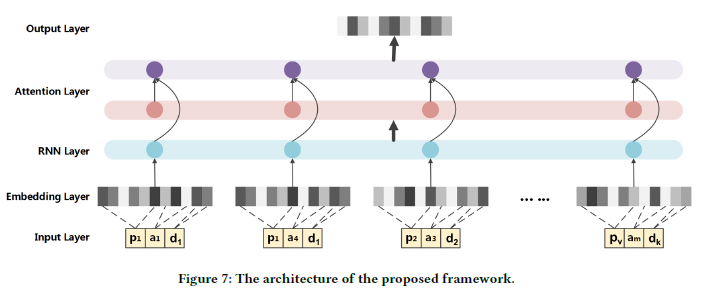 Output Layer
Attention Layer
RNN Layer
Embedding Layer
... ...
Input Layer
p1 a1 d1
p1 a4 d1
p2 a3 d2
pv am dk
Figure 7: The architecture of the proposed framework.